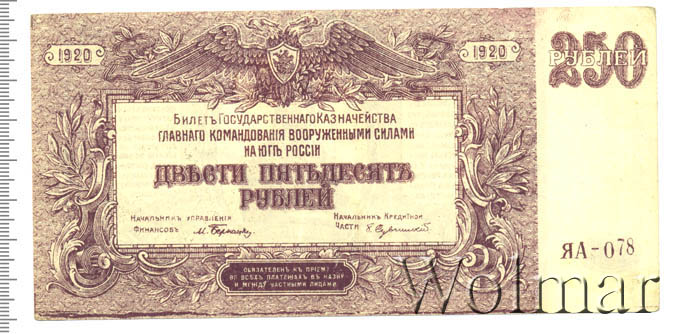 1920
1920
250
РУБЛЕЙ
БИЛЕТЪ ГОСУДАРСТВЕННАГО КАЗНАЧЕЙСТВА
ГЛАВНАГО КОМАНДОВАНІЯ ВООРУЖЕННЫМИ СИЛАМИ
НА ЮГѢ РОССІИ
ДВѢСТИ ПЯТЬДЕСЯТЪ
РУБЛЕЙ
НАЧАЛЬНИКЪ УПРАВЛЕНІЯ
ФИНАНСОВЪ
НАЧАЛЬНИКЪ КРЕДИТНОЙ
ЧАСТИ
ОБЯЗАТЕЛЕНЪ КЪ ПРІЕМУ
ВО ВСѢХЪ ПЛАТЕЖАХЪ ВЪ КАЗНУ
И МЕЖДУ ЧАСТНЫМИ ЛИЦАМИ.
ЯА-078
Wolmar